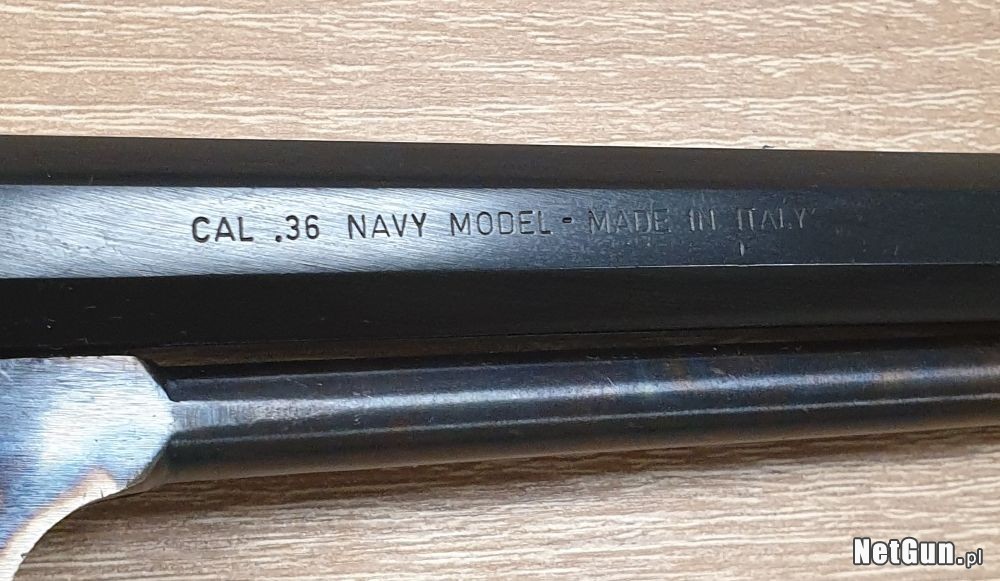 CAL .36 NAVY MODEL - MADE IN ITALY
NetGun.pl